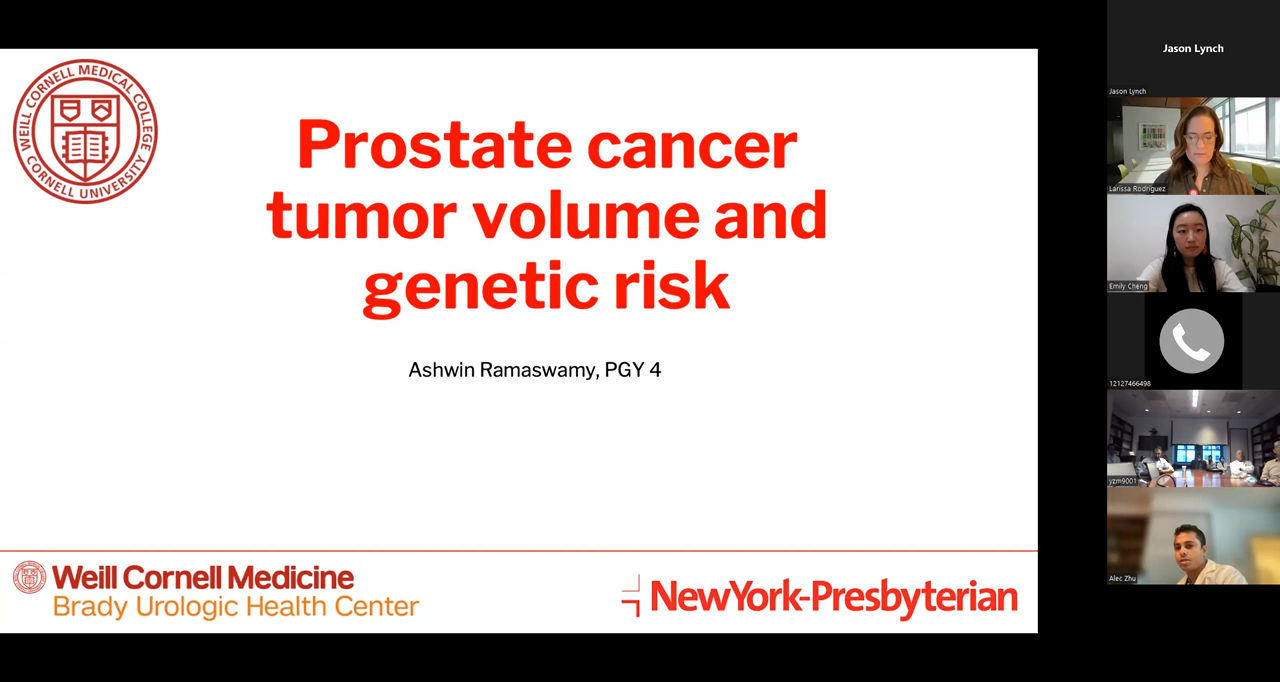 WEILL CORNELL MEDICAL COLLEGE
CORNELL UNIVERSITY
Prostate cancer
tumor volume and
genetic risk
Ashwin Ramaswamy, PGY 4
Weill Cornell Medicine
Brady Urologic Health Center
NewYork-Presbyterian
Jason Lynch
Jason Lynch
Larissa Rodriguez
Emily Cheng
12127466498
yzm9001
Alec Zhu